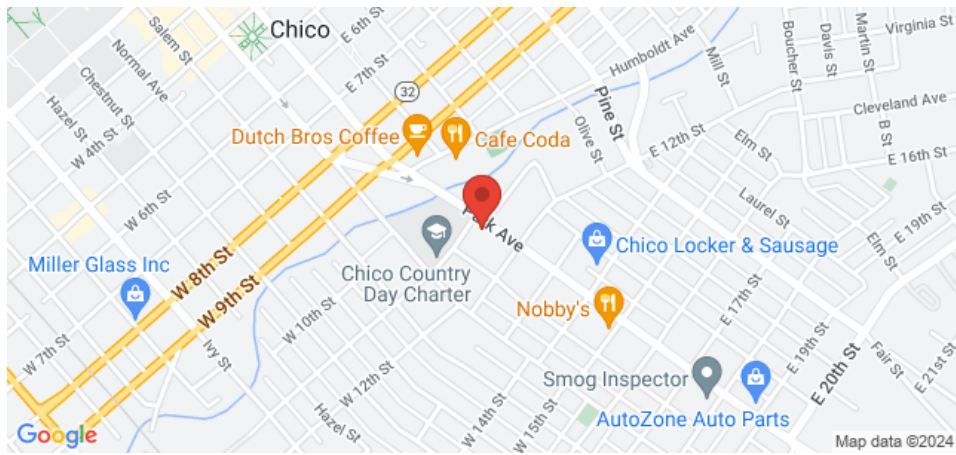 Salem St
Chico
E 6th St
Virginia St
Normal Ave
Humboldt Ave
Boucher St
Davis St
Martin St
E 7th St
Mill St
Chestnut St
Hazel St
32
Pine St
Cleveland Ave
W 4th St
Dutch Bros Coffee
Cafe Coda
Olive St
E 12th St
Elm St
B St
E 16th St
W 6th St
Park Ave
Laurel St
E 19th St
Miller Glass Inc
W 8th St
Chico Country
Day Charter
Chico Locker & Sausage
Elm St
W 9th St
W 10th St
Nobby's
E 17th St
W 7th St
Ivy St
E 19th St
E 20th St
Fair St
E 21st St
W 12th St
Smog Inspector
AutoZone Auto Parts
Hazel St
W 14th St
W 15th St
Google
Map data ©2024